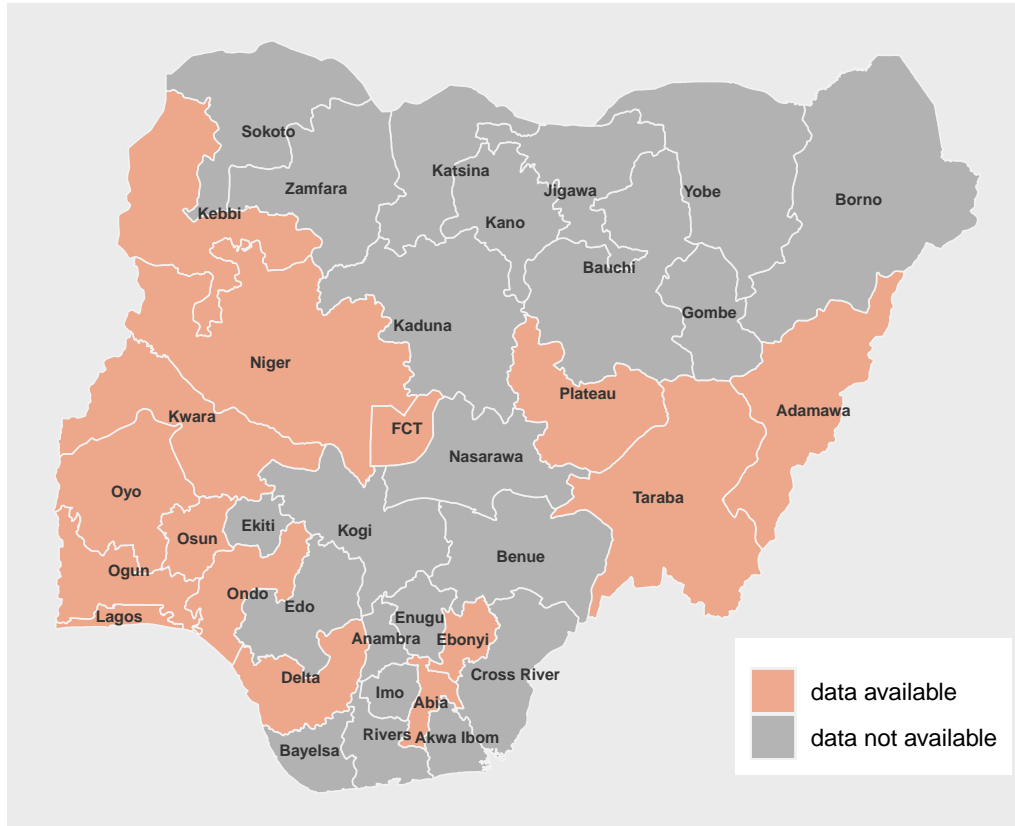 Sokoto
Katsina
Zamfara
Jigawa
Yobe
Borno
Kebbi
Kano
Bauchi
Gombe
Kaduna
Niger
Plateau
Adamawa
Kwara
FCT
Nasarawa
Oyo
Taraba
Ekiti
Osun
Kogi
Benue
Ogun
Ondo
Edo
Lagos
Enugu
Anambra
Ebonyi
Delta
Cross River
Imo
Abia
Bayelsa
Rivers
Akwa Ibom
data available
data not available